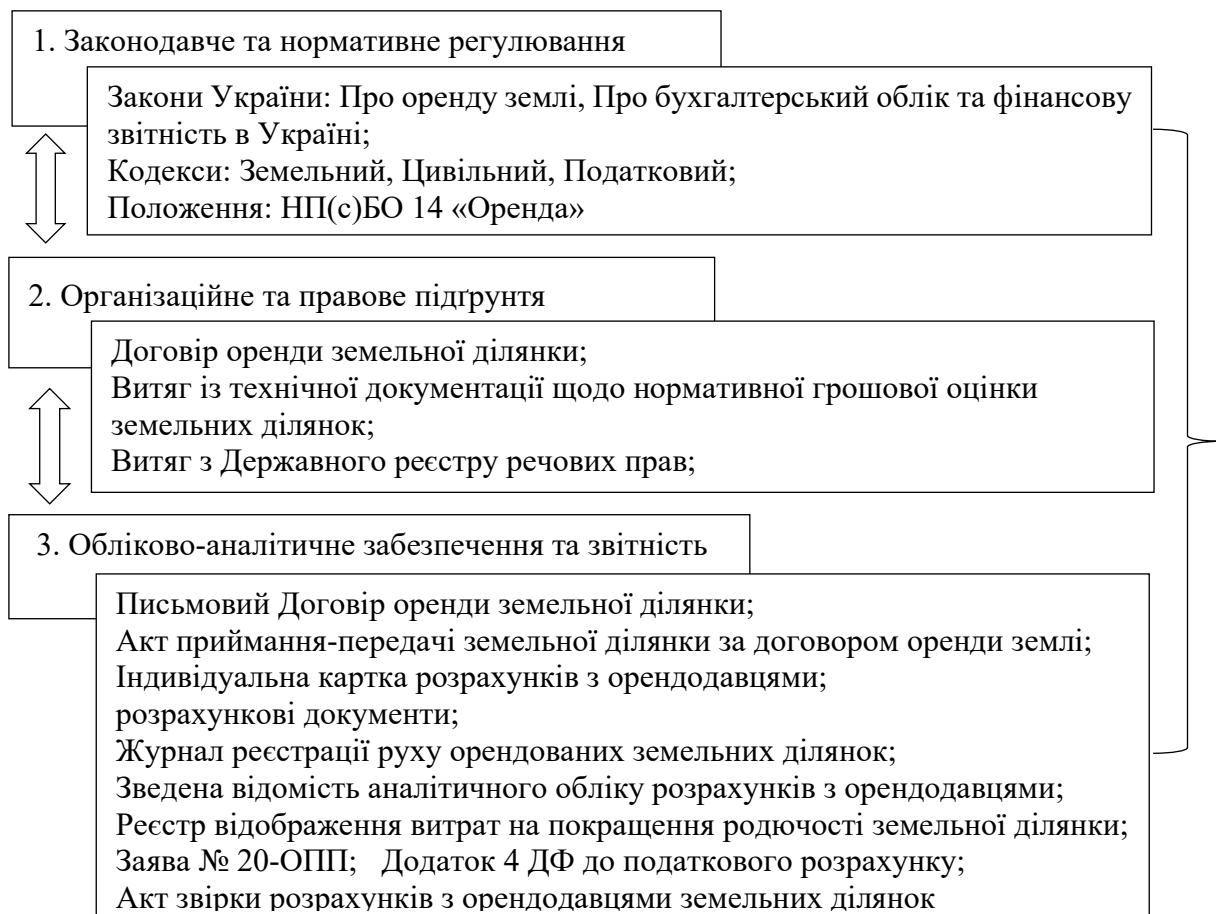 1. Законодавче та нормативне регулювання
Закони України: Про оренду землі, Про бухгалтерський облік та фінансову
звітність в Україні;
Кодекси: Земельний, Цивільний, Податковий;
Положення: НП(с)БО 14 «Оренда»
2. Організаційне та правове підґрунтя
Договір оренди земельної ділянки;
Витяг із технічної документації щодо нормативної грошової оцінки
земельних ділянок;
Витяг з Державного реєстру речових прав;
3. Обліково-аналітичне забезпечення та звітність
Письмовий Договір оренди земельної ділянки;
Акт приймання-передачі земельної ділянки за договором оренди землі;
Індивідуальна картка розрахунків з орендодавцями;
розрахункові документи;
Журнал реєстрації руху орендованих земельних ділянок;
Зведена відомість аналітичного обліку розрахунків з орендодавцями;
Реєстр відображення витрат на покращення родючості земельної ділянки;
Заява № 20-ОПП; Додаток 4 ДФ до податкового розрахунку;
Акт звірки розрахунків з орендодавцями земельних ділянок